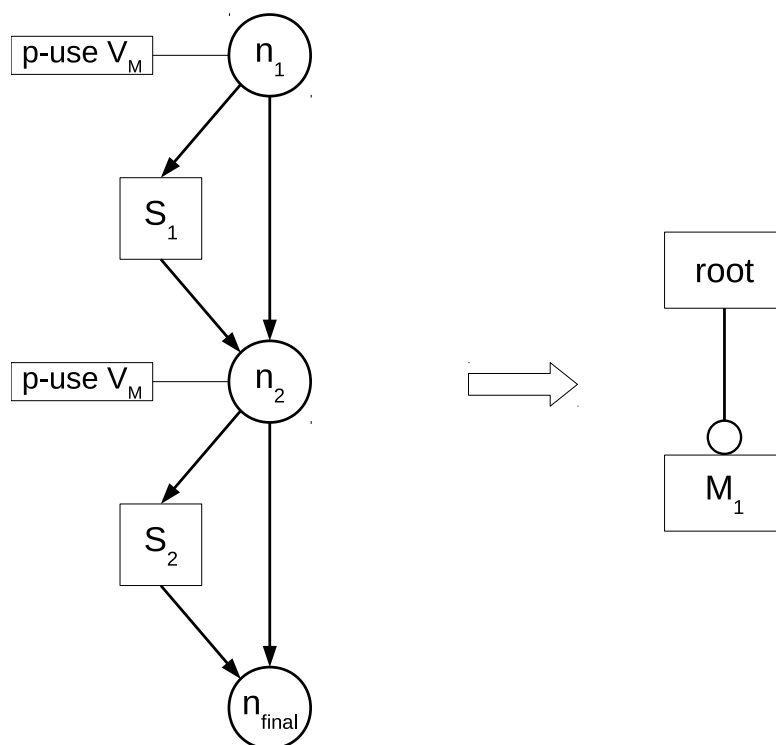 p-use V_M
n_1
S_1
root
p-use V_M
n_2
M_1
S_2
n_final